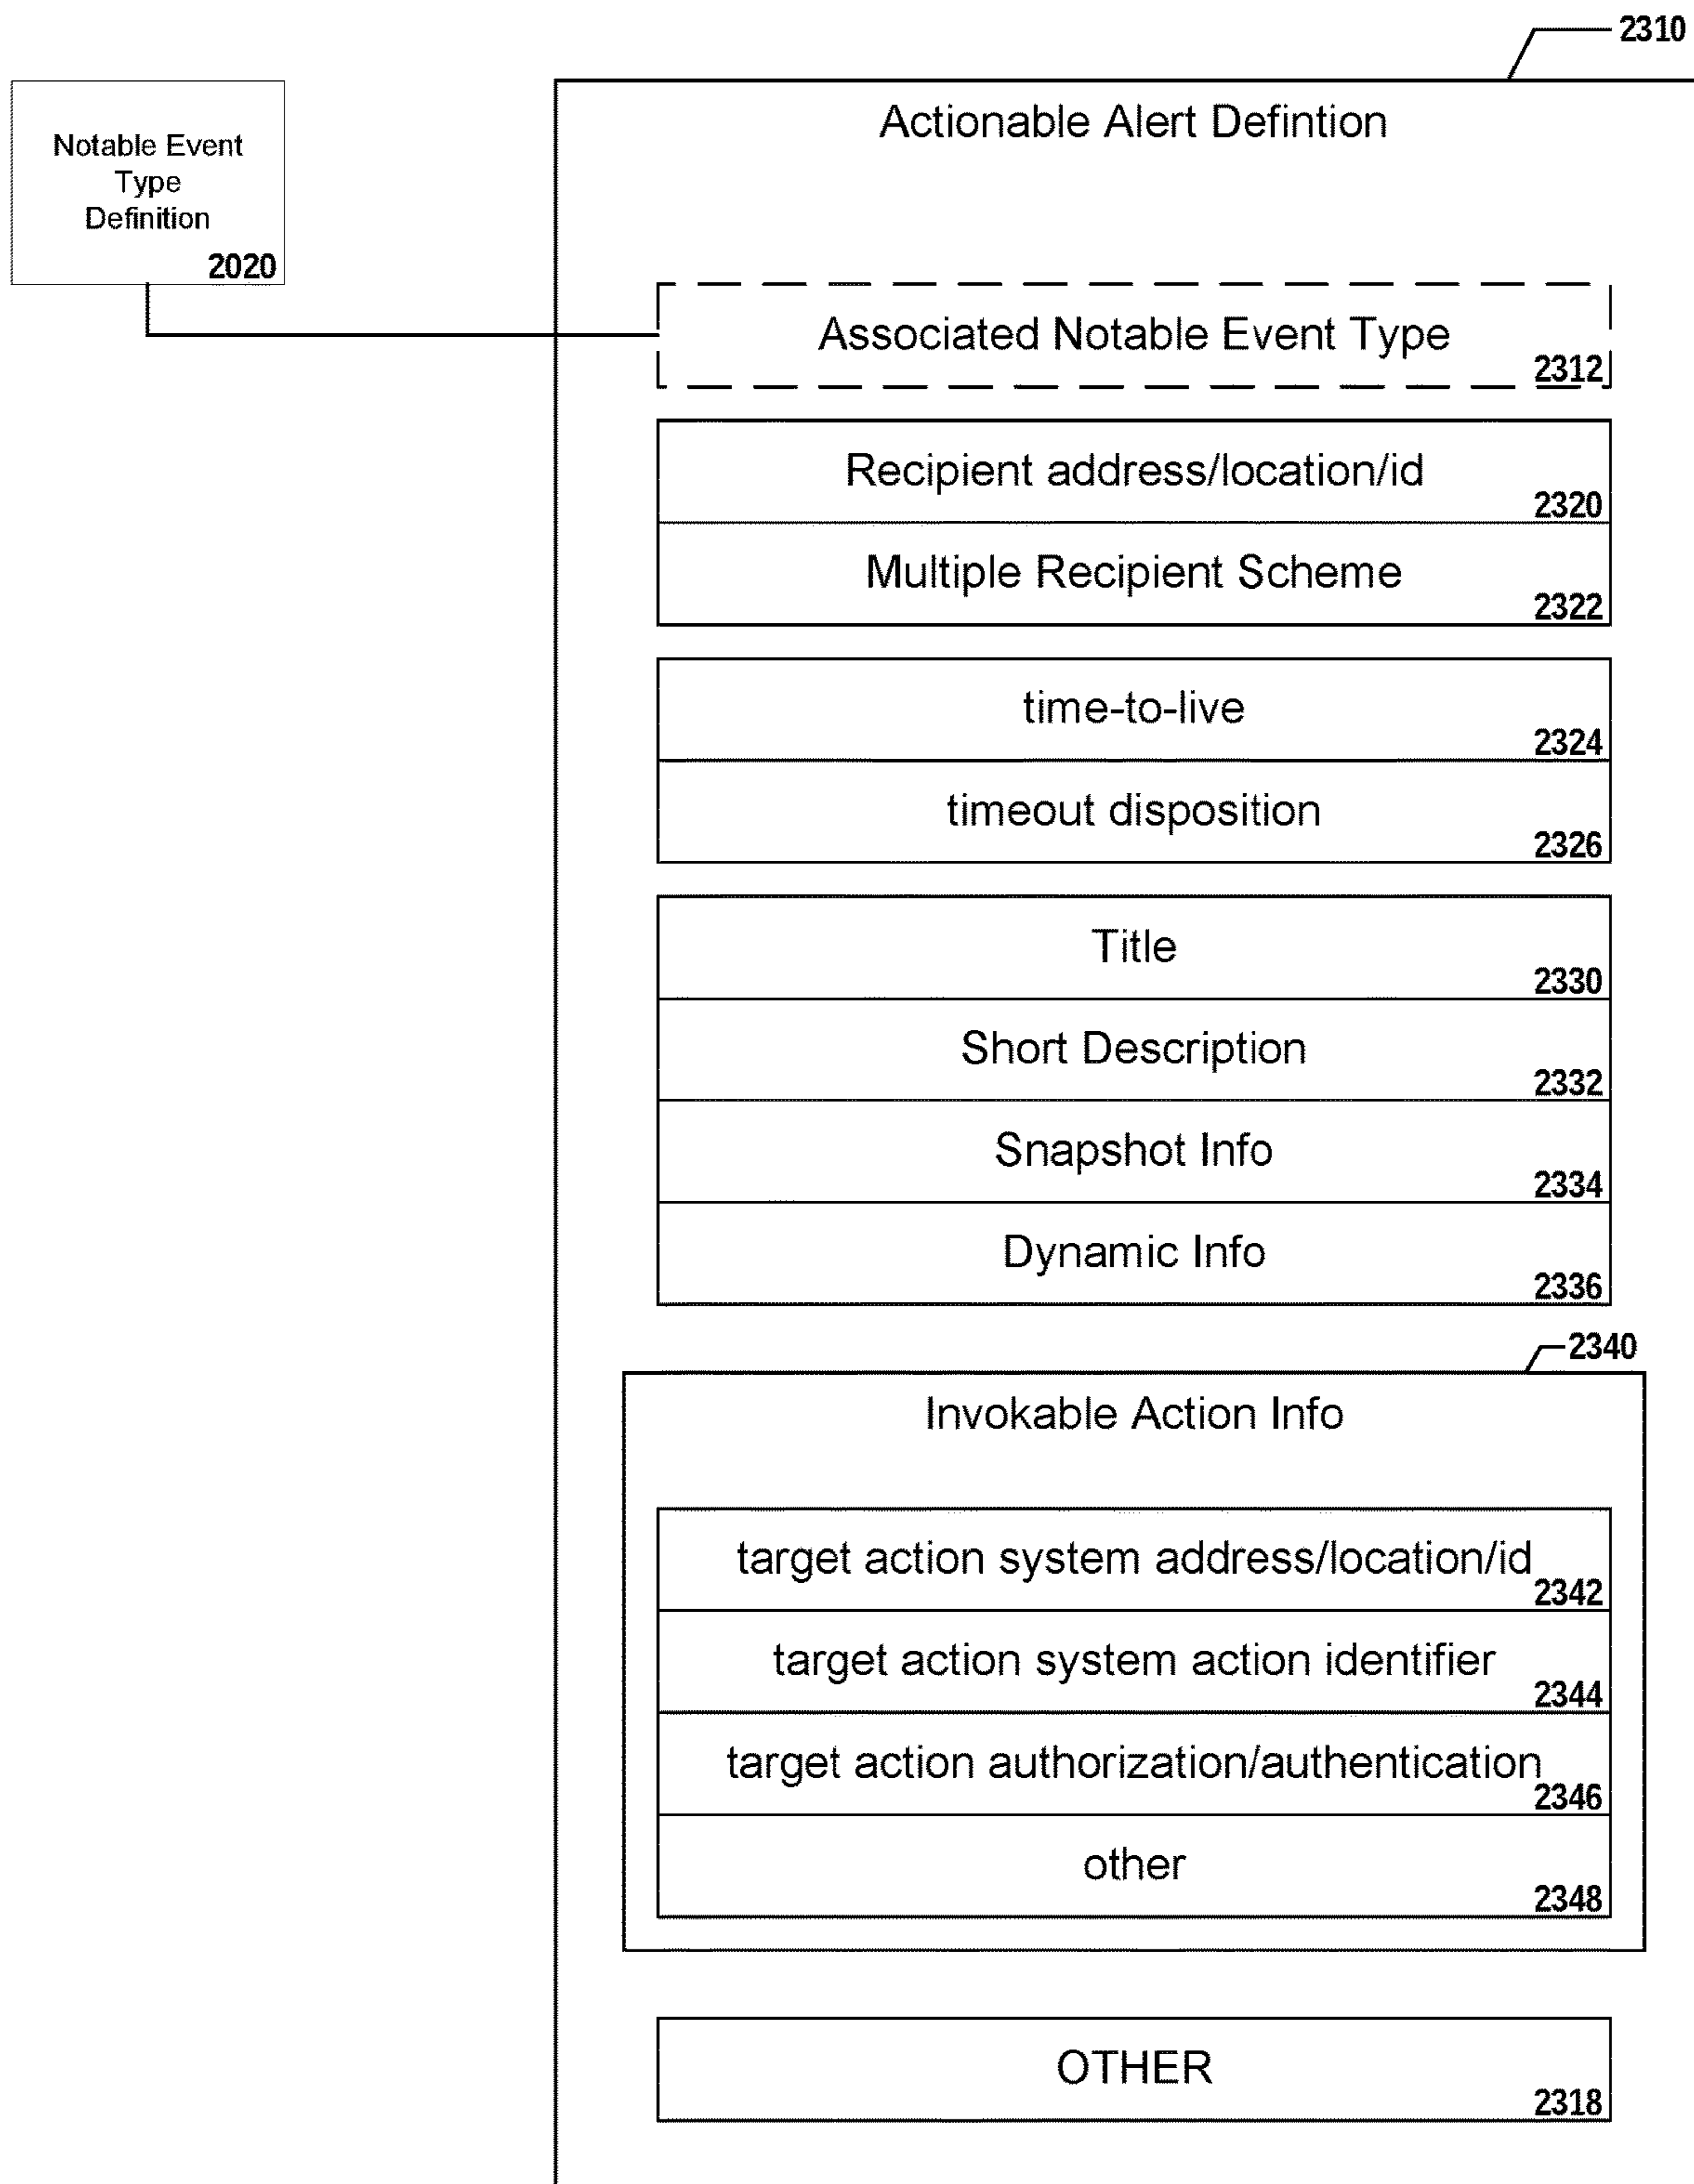 2310
Actionable Alert Defintion
Notable Event
Type
Definition
2020
Associated Notable Event Type
2312
Recipient address/location/id
2320
Multiple Recipient Scheme
2322
time-to-live
2324
timeout disposition
2326
Title
2330
Short Description
2332
Snapshot Info
2334
Dynamic Info
2336
2340
Invokable Action Info
target action system address/location/id
2342
target action system action identifier
2344
target action authorization/authentication
2346
other
2348
OTHER
2318